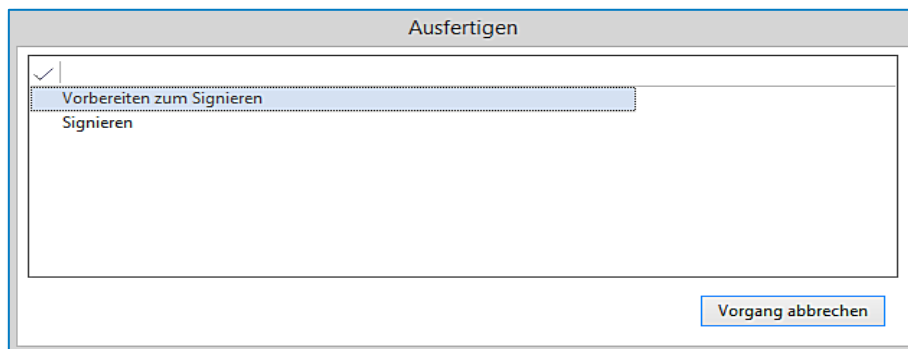 Ausfertigen
Vorbereiten zum Signieren
Signieren
Vorgang abbrechen